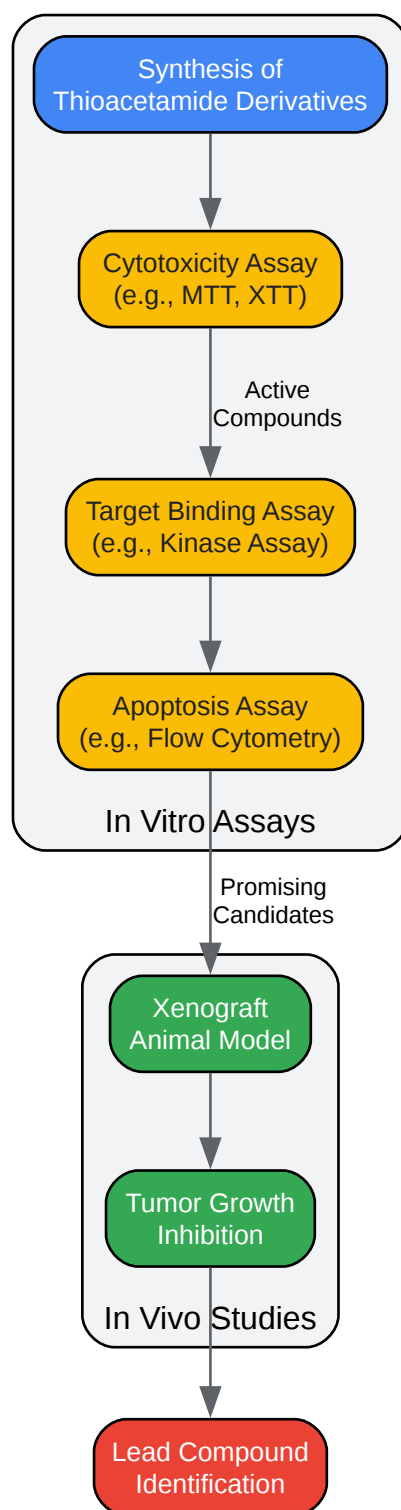 Synthesis of
Thioacetamide Derivatives
Cytotoxicity Assay
(e.g., MTT, XTT)
Active
Compounds
Target Binding Assay
(e.g., Kinase Assay)
Apoptosis Assay
(e.g., Flow Cytometry)
In Vitro Assays
Promising
Candidates
Xenograft
Animal Model
Tumor Growth
Inhibition
In Vivo Studies
Lead Compound
Identification